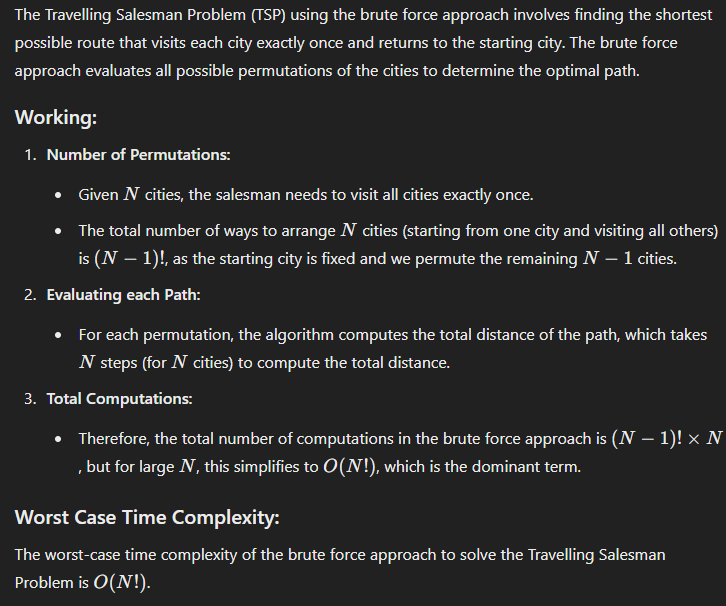 The Travelling Salesman Problem (TSP) using the brute force approach involves finding the shortest
possible route that visits each city exactly once and returns to the starting city. The brute force
approach evaluates all possible permutations of the cities to determine the optimal path.
Working:
1. Number of Permutations:
• Given N cities, the salesman needs to visit all cities exactly once.
• The total number of ways to arrange N cities (starting from one city and visiting all others)
is (N − 1)!, as the starting city is fixed and we permute the remaining N − 1 cities.
2. Evaluating each Path:
• For each permutation, the algorithm computes the total distance of the path, which takes
N steps (for N cities) to compute the total distance.
3. Total Computations:
• Therefore, the total number of computations in the brute force approach is (N − 1)! × N
, but for large N, this simplifies to O(N!), which is the dominant term.
Worst Case Time Complexity:
The worst-case time complexity of the brute force approach to solve the Travelling Salesman
Problem is O(N!).